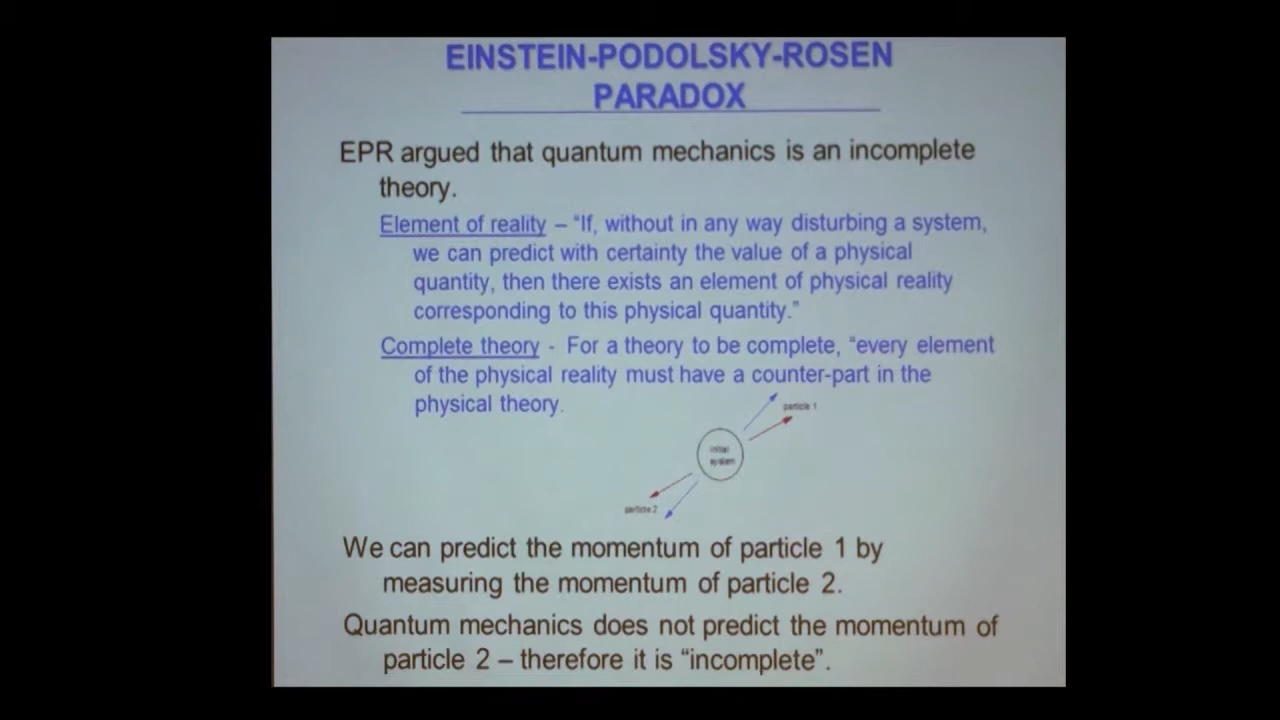 EINSTEIN-PODOLSKY-ROSEN
PARADOX
EPR argued that quantum mechanics is an incomplete
theory.
Element of reality – "If, without in any way disturbing a system,
we can predict with certainty the value of a physical
quantity, then there exists an element of physical reality
corresponding to this physical quantity."
Complete theory - For a theory to be complete, "every element
of the physical reality must have a counter-part in the
physical theory.
particle 1
initial
system
particle 2
We can predict the momentum of particle 1 by
measuring the momentum of particle 2.
Quantum mechanics does not predict the momentum of
particle 2 – therefore it is "incomplete".